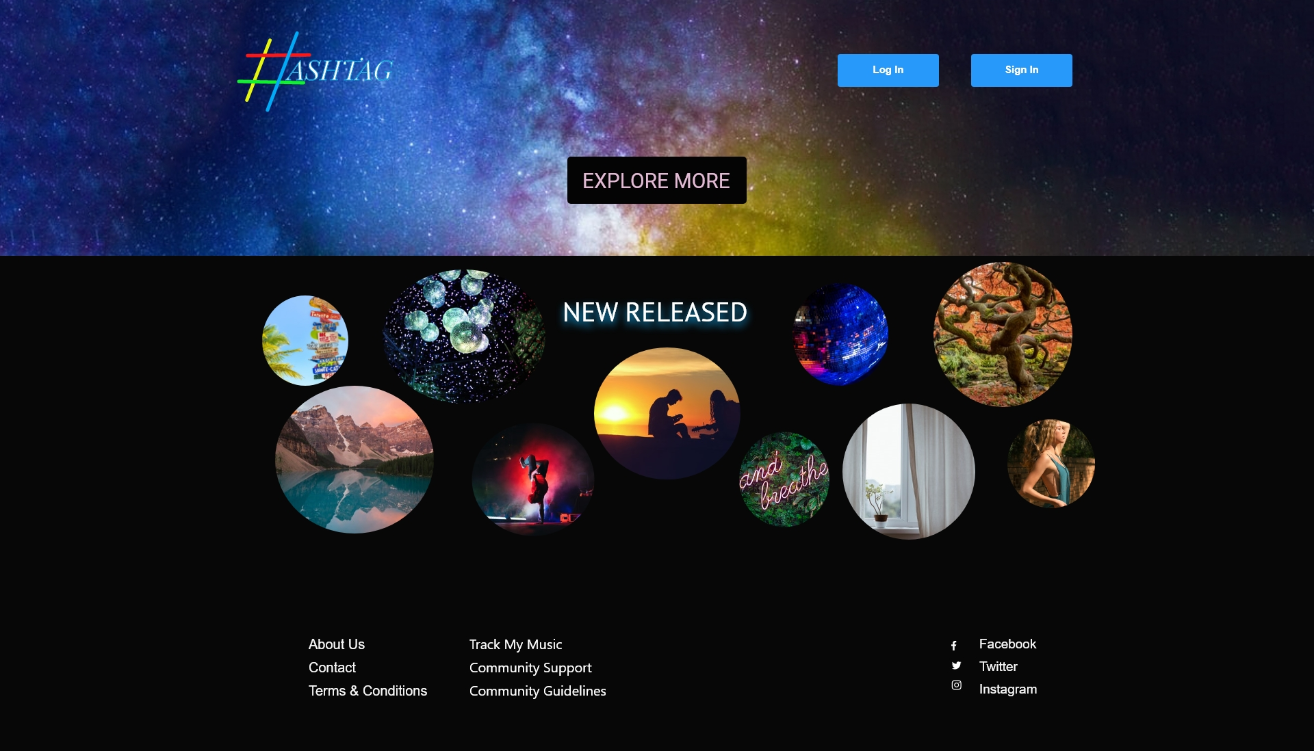 #ASHTAG
Log In
Sign In
EXPLORE MORE
NEW RELEASED
and
breathe
About Us
Contact
Terms & Conditions
Track My Music
Community Support
Community Guidelines
Facebook
Twitter
Instagram